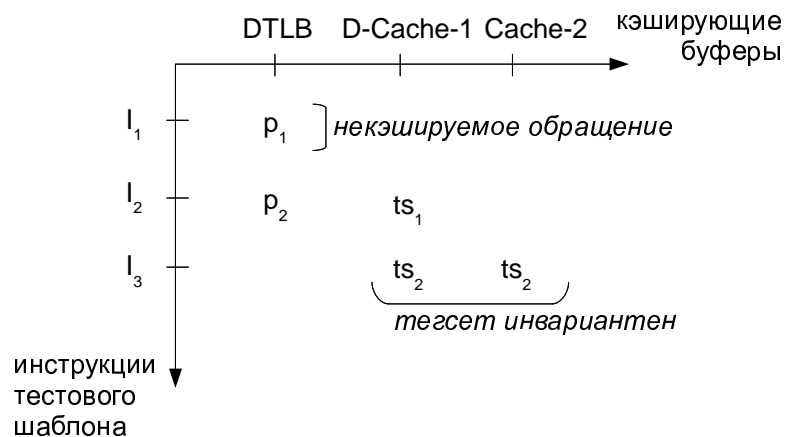 DTLB D-Cache-1 Cache-2 кэширующие
буферы
I₁ p₁ некэшируемое обращение
I₂ p₂ ts₁
I₃ ts₂ ts₂
тегсет инвариантен
инструкции
тестового
шаблона